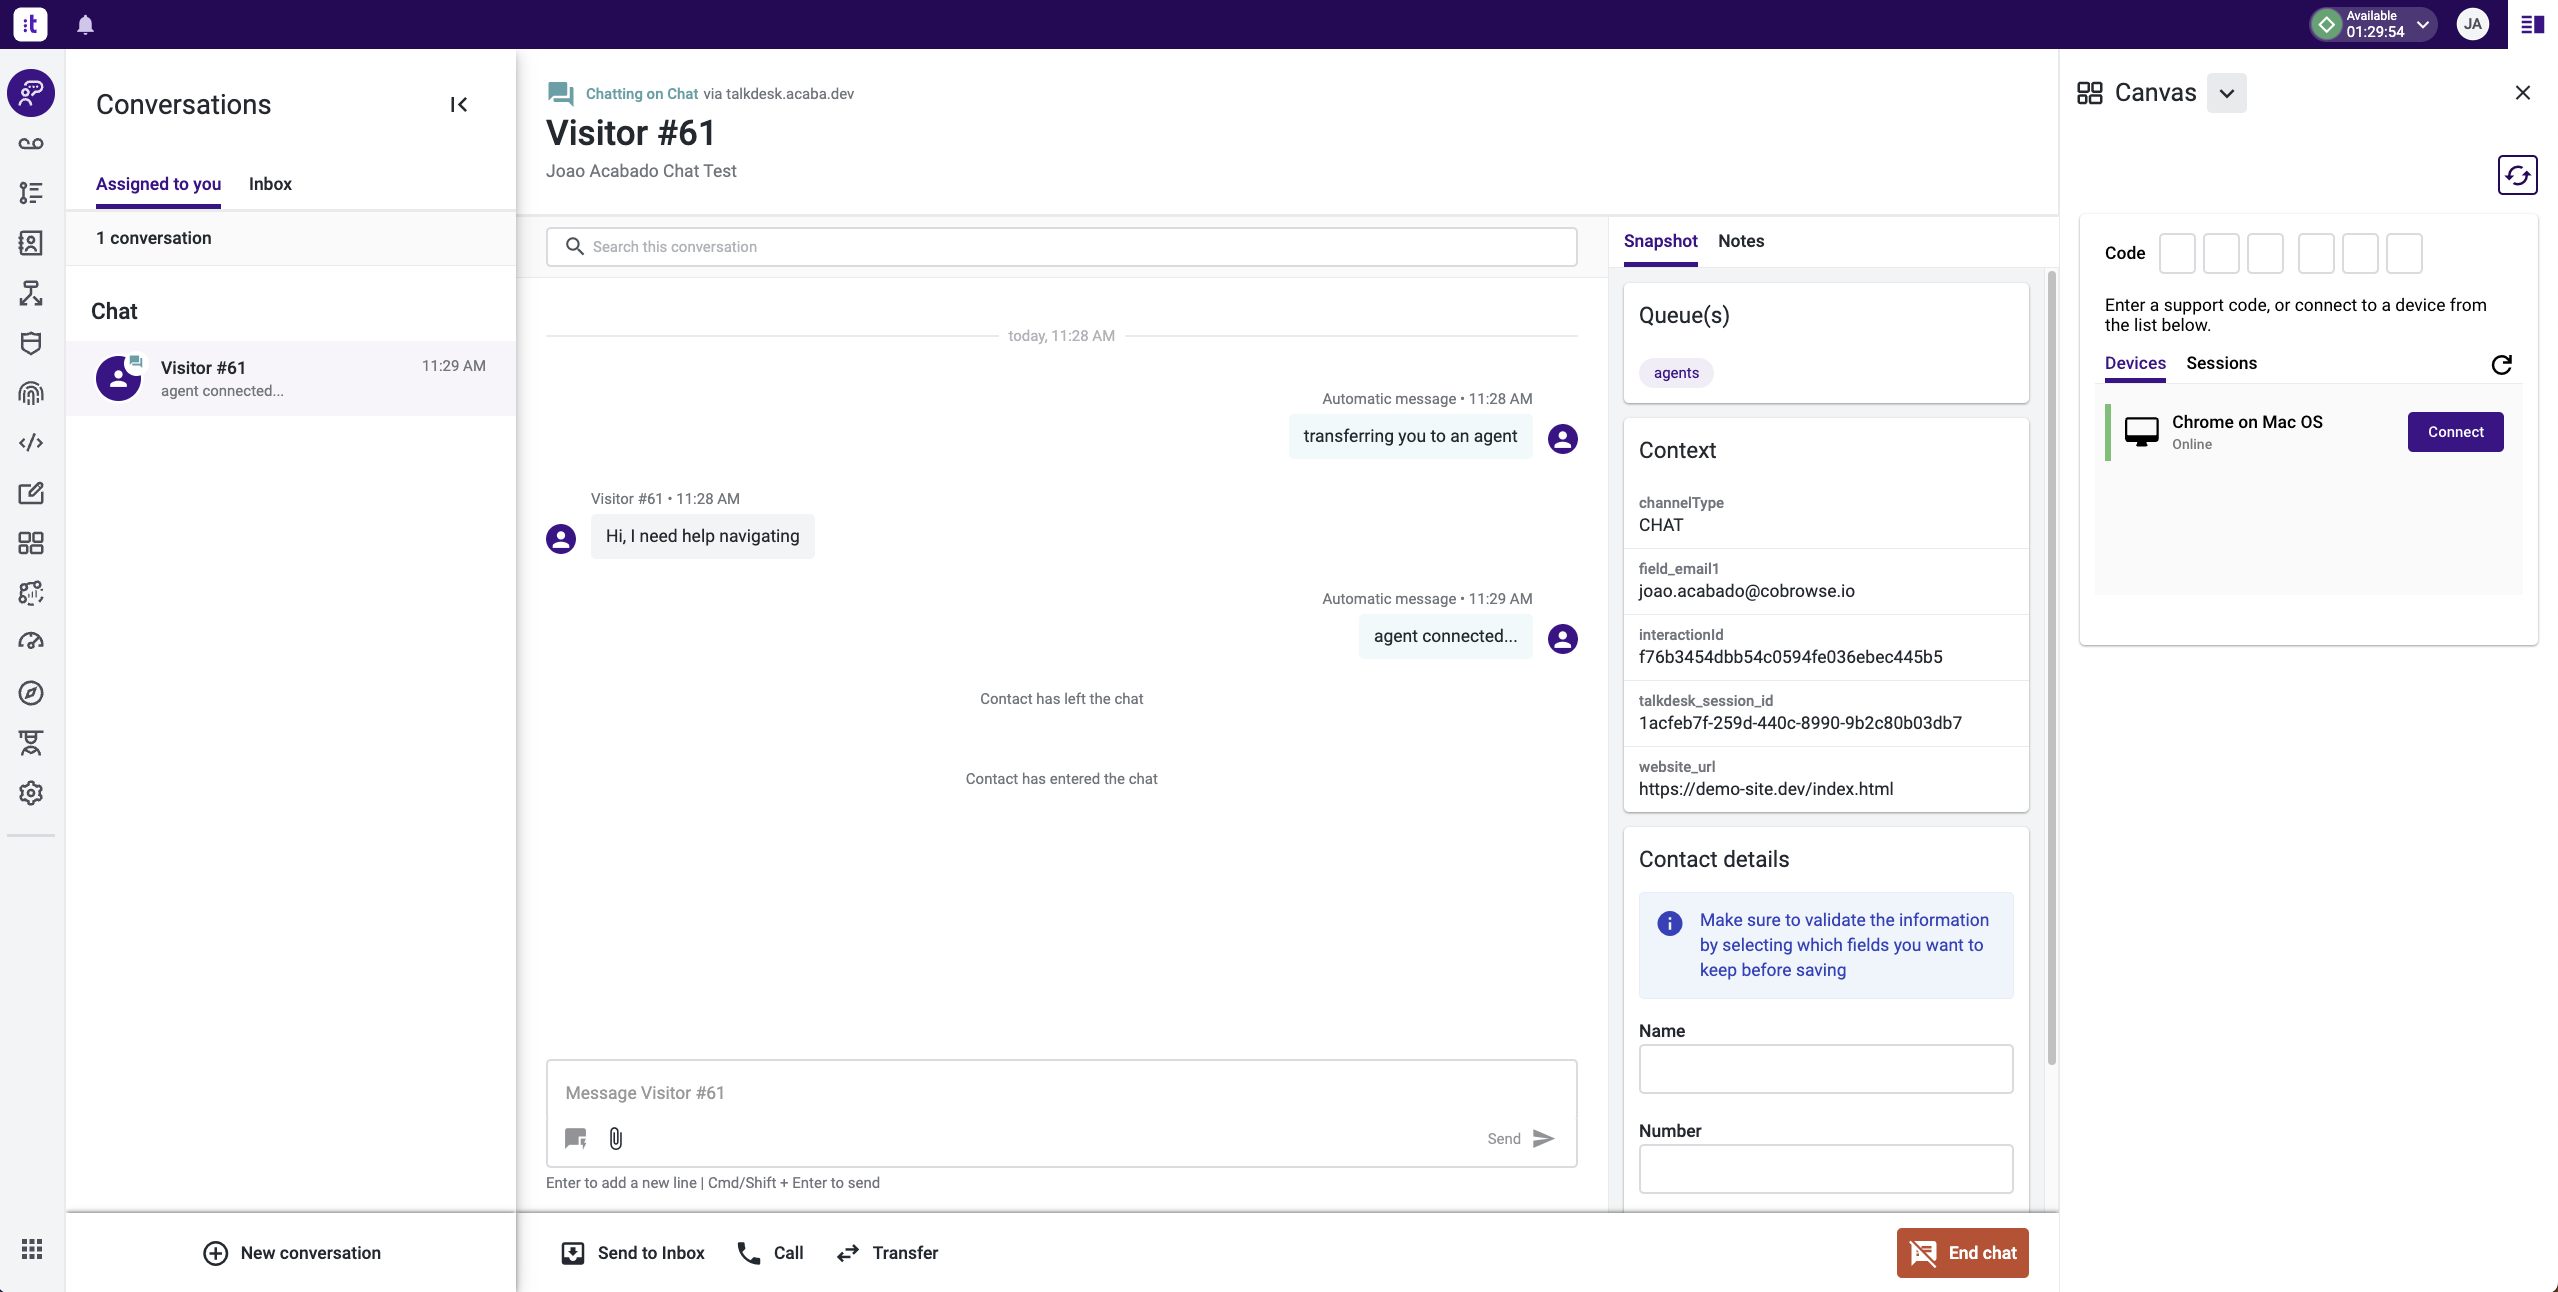 :t
Available
01:29:54
JA
Conversations
Assigned to you
Inbox
1 conversation
Chat
Visitor #61
11:29 AM
agent connected...
New conversation
Chatting on Chat via talkdesk.acaba.dev
Visitor #61
Joao Acabado Chat Test
Search this conversation
today, 11:28 AM
Automatic message • 11:28 AM
transferring you to an agent
Visitor #61 • 11:28 AM
Hi, I need help navigating
Automatic message • 11:29 AM
agent connected...
Contact has left the chat
Contact has entered the chat
Message Visitor #61
Send
Enter to add a new line | Cmd/Shift + Enter to send
Send to Inbox
Call
Transfer
End chat
Snapshot
Notes
Queue(s)
agents
Context
channelType
CHAT
field_email1
joao.acabado@cobrowse.io
interactionId
f76b3454dbb54c0594fe036ebec445b5
talkdesk_session_id
1acfeb7f-259d-440c-8990-9b2c80b03db7
website_url
https://demo-site.dev/index.html
Contact details
Make sure to validate the information
by selecting which fields you want to
keep before saving
Name
Number
Canvas
Code
Enter a support code, or connect to a device from
the list below.
Devices
Sessions
Chrome on Mac OS
Online
Connect